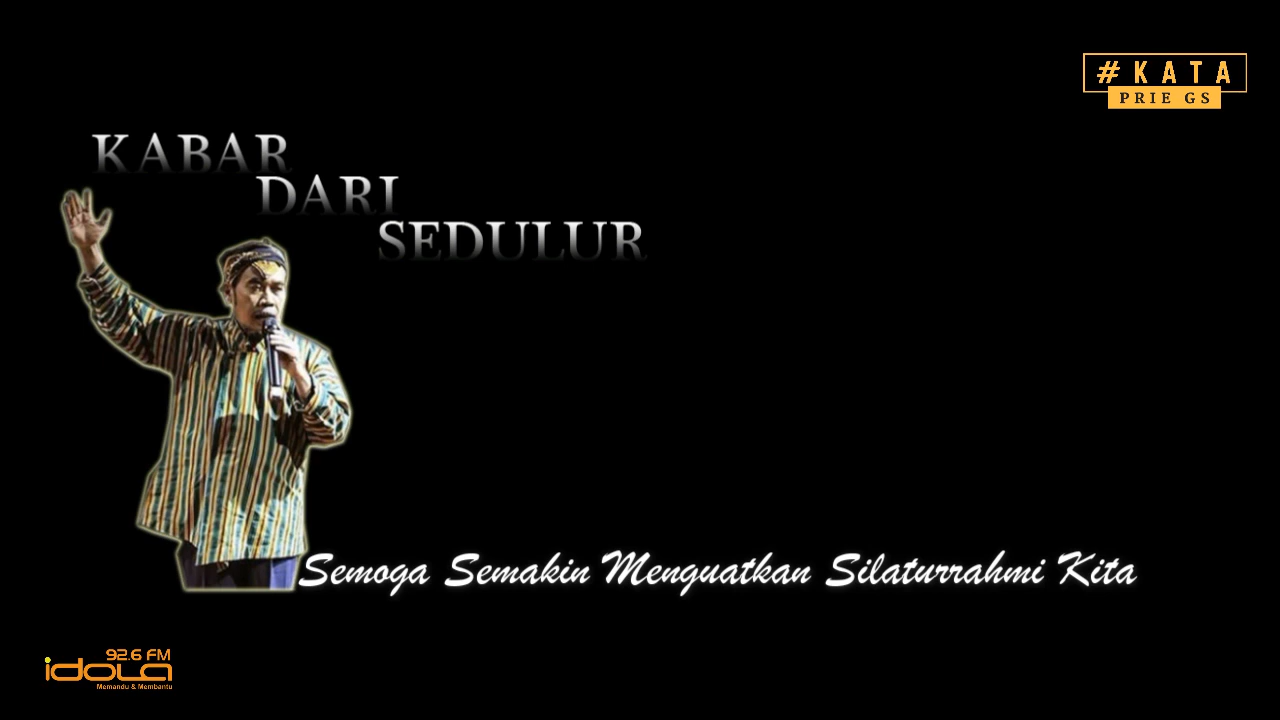 #KATA
PRIE GS
KABAR
DARI
SEDULUR
Semoga Semakin Menguatkan Silaturrahmi Kita
92.6 FM
idola
Memandu & Membantu